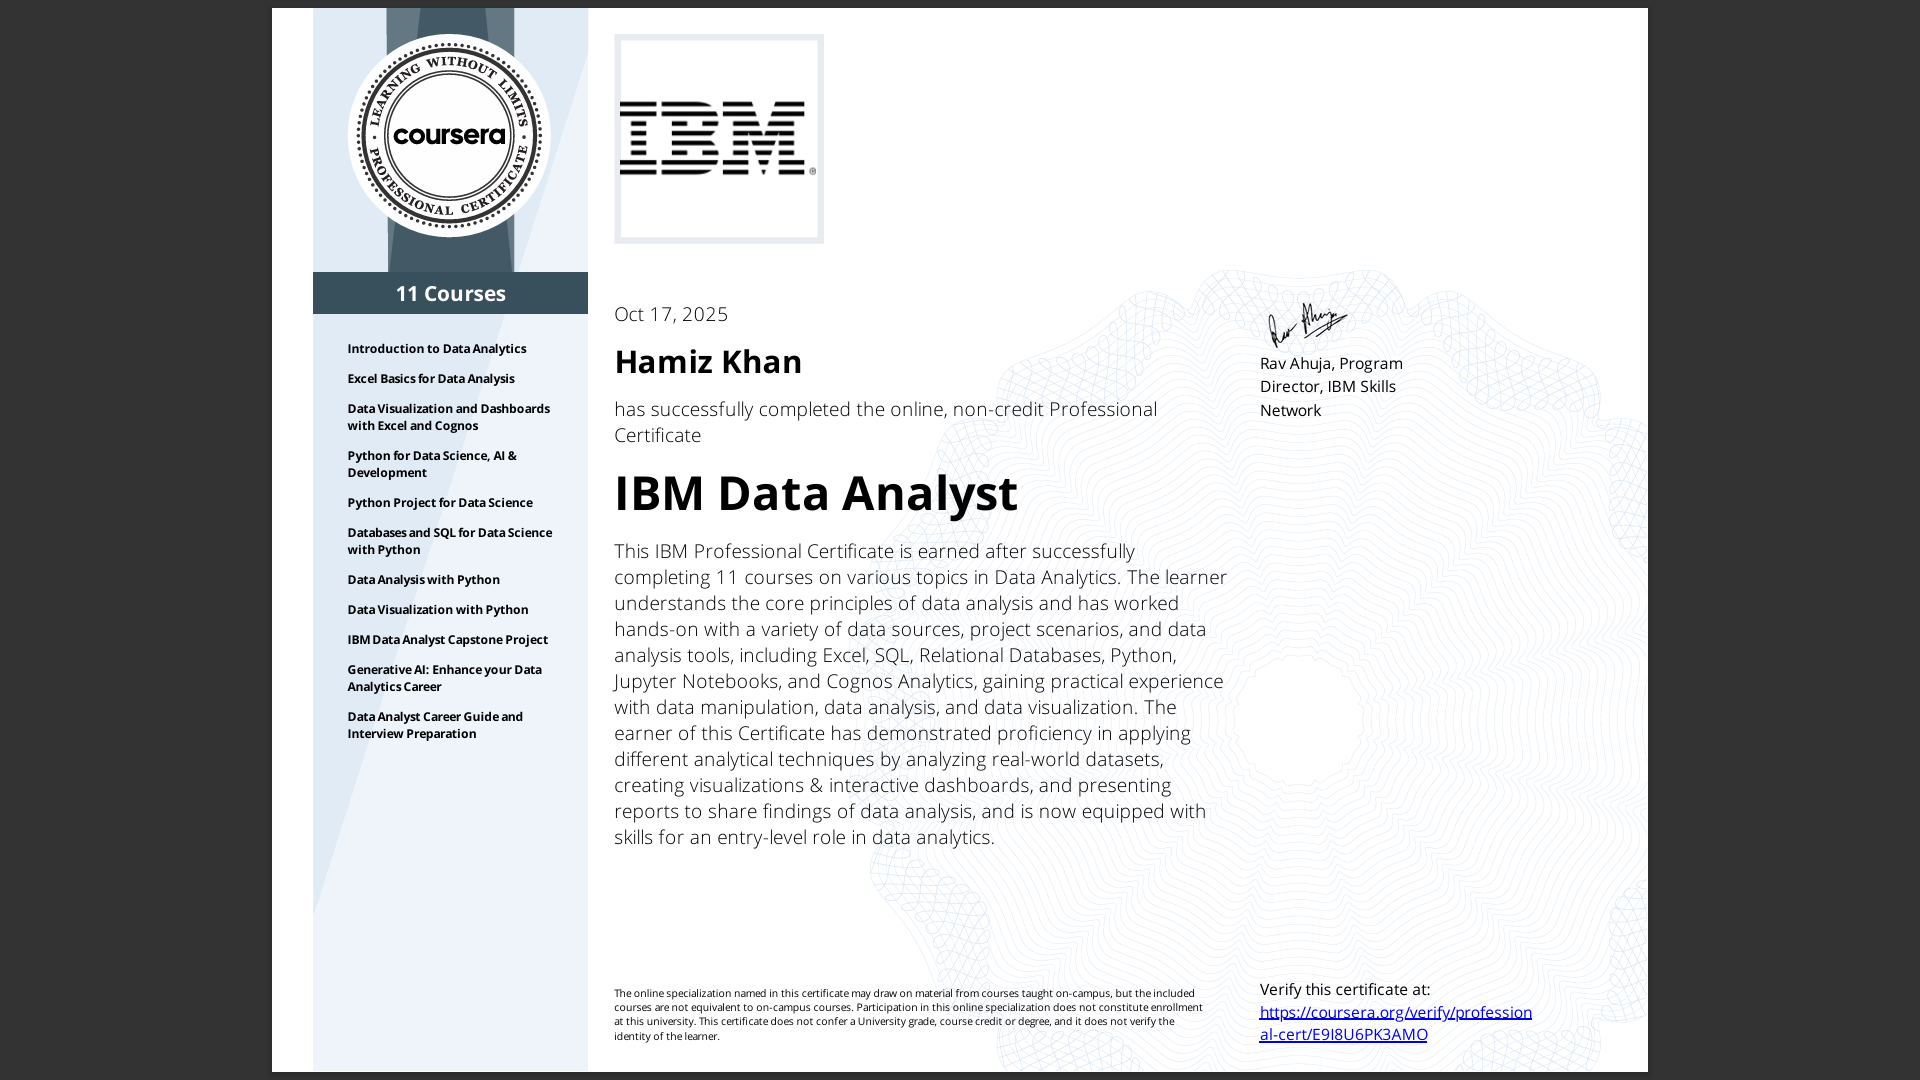 LEARNING WITHOUT LIMITS
coursera
PROFESSIONAL CERTIFICATE
11 Courses
Introduction to Data Analytics
Excel Basics for Data Analysis
Data Visualization and Dashboards
with Excel and Cognos
Python for Data Science, AI &
Development
Python Project for Data Science
Databases and SQL for Data Science
with Python
Data Analysis with Python
Data Visualization with Python
IBM Data Analyst Capstone Project
Generative AI: Enhance your Data
Analytics Career
Data Analyst Career Guide and
Interview Preparation
IBM®
Oct 17, 2025
Hamiz Khan
has successfully completed the online, non-credit Professional
Certificate
IBM Data Analyst
This IBM Professional Certificate is earned after successfully
completing 11 courses on various topics in Data Analytics. The learner
understands the core principles of data analysis and has worked
hands-on with a variety of data sources, project scenarios, and data
analysis tools, including Excel, SQL, Relational Databases, Python,
Jupyter Notebooks, and Cognos Analytics, gaining practical experience
with data manipulation, data analysis, and data visualization. The
earner of this Certificate has demonstrated proficiency in applying
different analytical techniques by analyzing real-world datasets,
creating visualizations & interactive dashboards, and presenting
reports to share findings of data analysis, and is now equipped with
skills for an entry-level role in data analytics.
The online specialization named in this certificate may draw on material from courses taught on-campus, but the included
courses are not equivalent to on-campus courses. Participation in this online specialization does not constitute enrollment
at this university. This certificate does not confer a University grade, course credit or degree, and it does not verify the
identity of the learner.
Rav Ahuja
Rav Ahuja, Program
Director, IBM Skills
Network
Verify this certificate at:
https://coursera.org/verify/profession
al-cert/E9I8U6PK3AMO